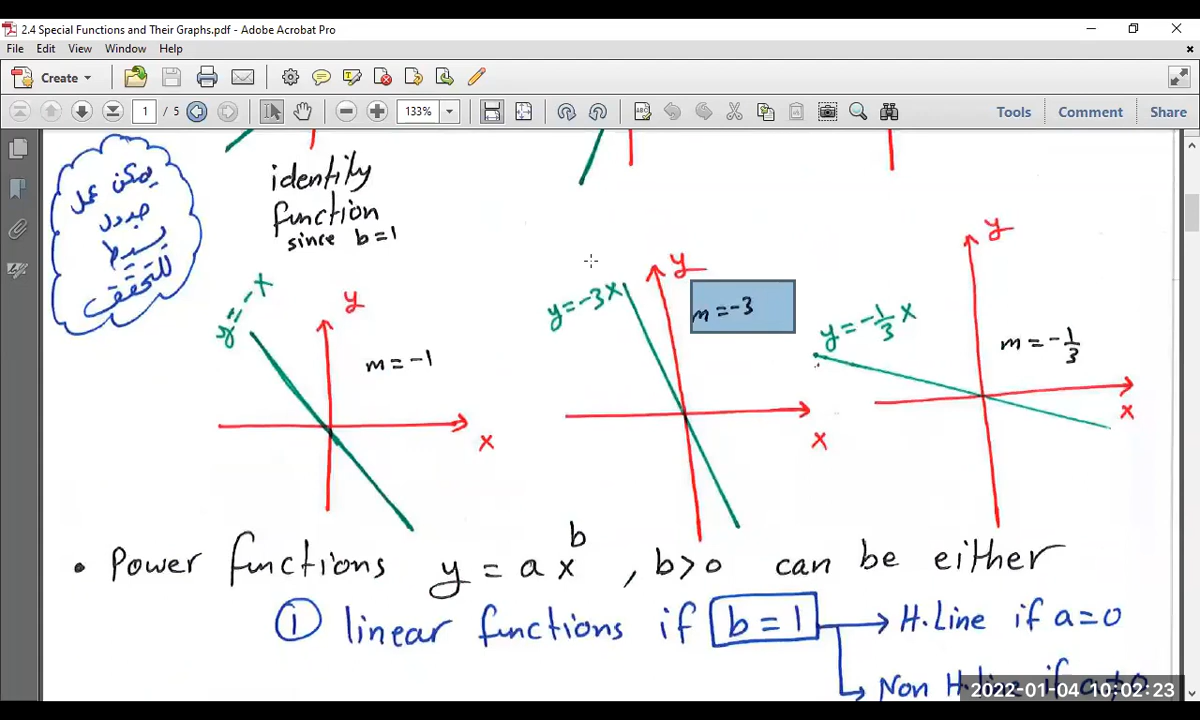 2.4 Special Functions and Their Graphs.pdf - Adobe Acrobat Pro
File Edit View Window Help
Create
1 / 5 133% Tools Comment Share
يمكن عمل
جدول
بسيط
للتحقق
identity
function
since b=1
y=-x
y
m=-1
x
y=-3x
y
m=-3
x
y=-1/3 x
y
m=-1/3
x
• Power functions y = a x^b , b>0 can be either
① linear functions if b=1 → H.Line if a=0
Non H.line if a≠0
2022-01-04 10:02:23